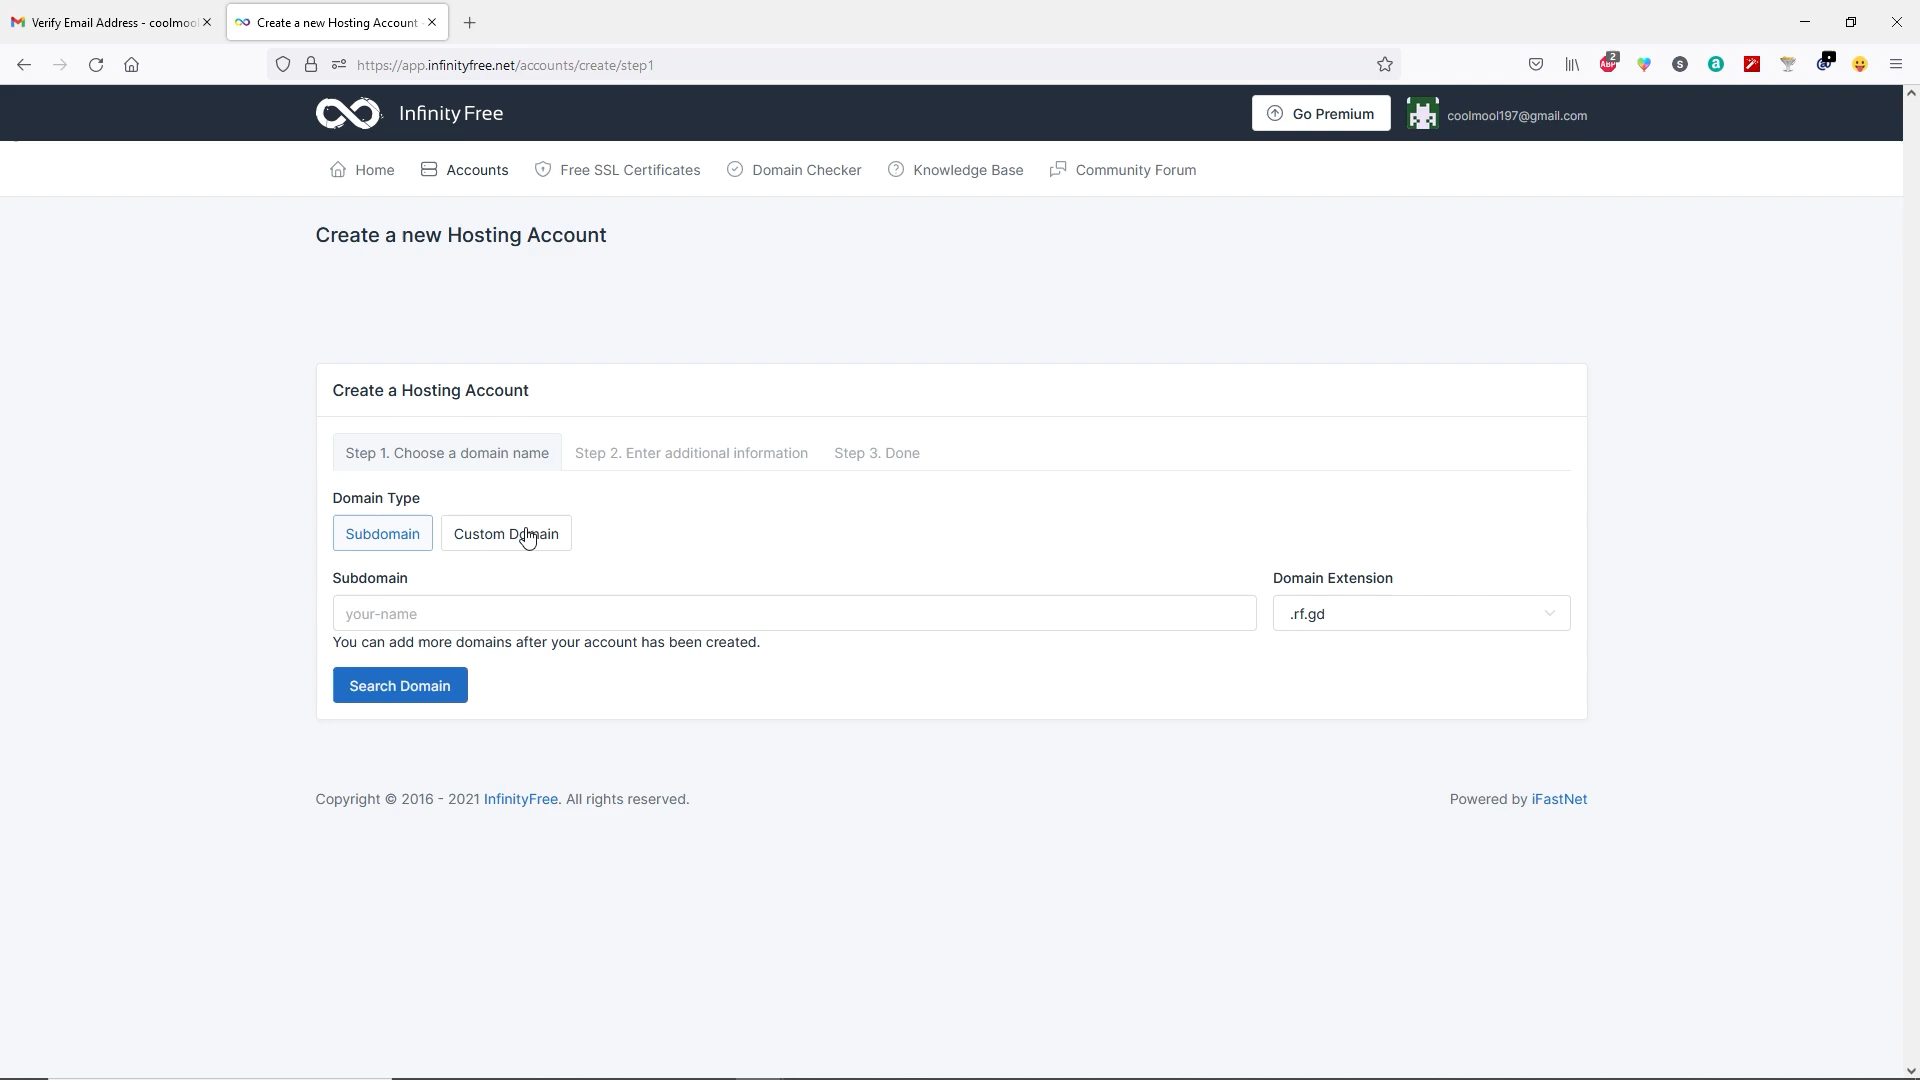 Verify Email Address - coolmool
Create a new Hosting Account
https://app.infinityfree.net/accounts/create/step1
2
ABP
S
a
InfinityFree
Go Premium
coolmool197@gmail.com
Home
Accounts
Free SSL Certificates
Domain Checker
Knowledge Base
Community Forum
Create a new Hosting Account
Create a Hosting Account
Step 1. Choose a domain name
Step 2. Enter additional information
Step 3. Done
Domain Type
Subdomain
Custom Domain
Subdomain
Domain Extension
your-name
.rf.gd
You can add more domains after your account has been created.
Search Domain
Copyright © 2016 - 2021 InfinityFree. All rights reserved.
Powered by iFastNet